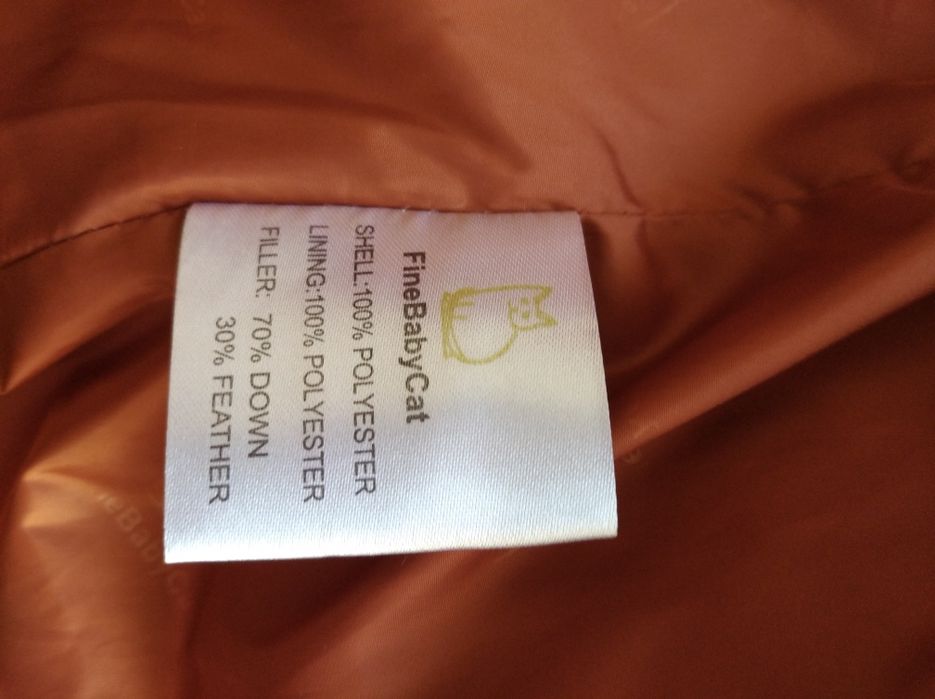 FineBabyCat
SHELL:100% POLYESTER
LINING:100% POLYESTER
FILLER: 70% DOWN
30% FEATHER